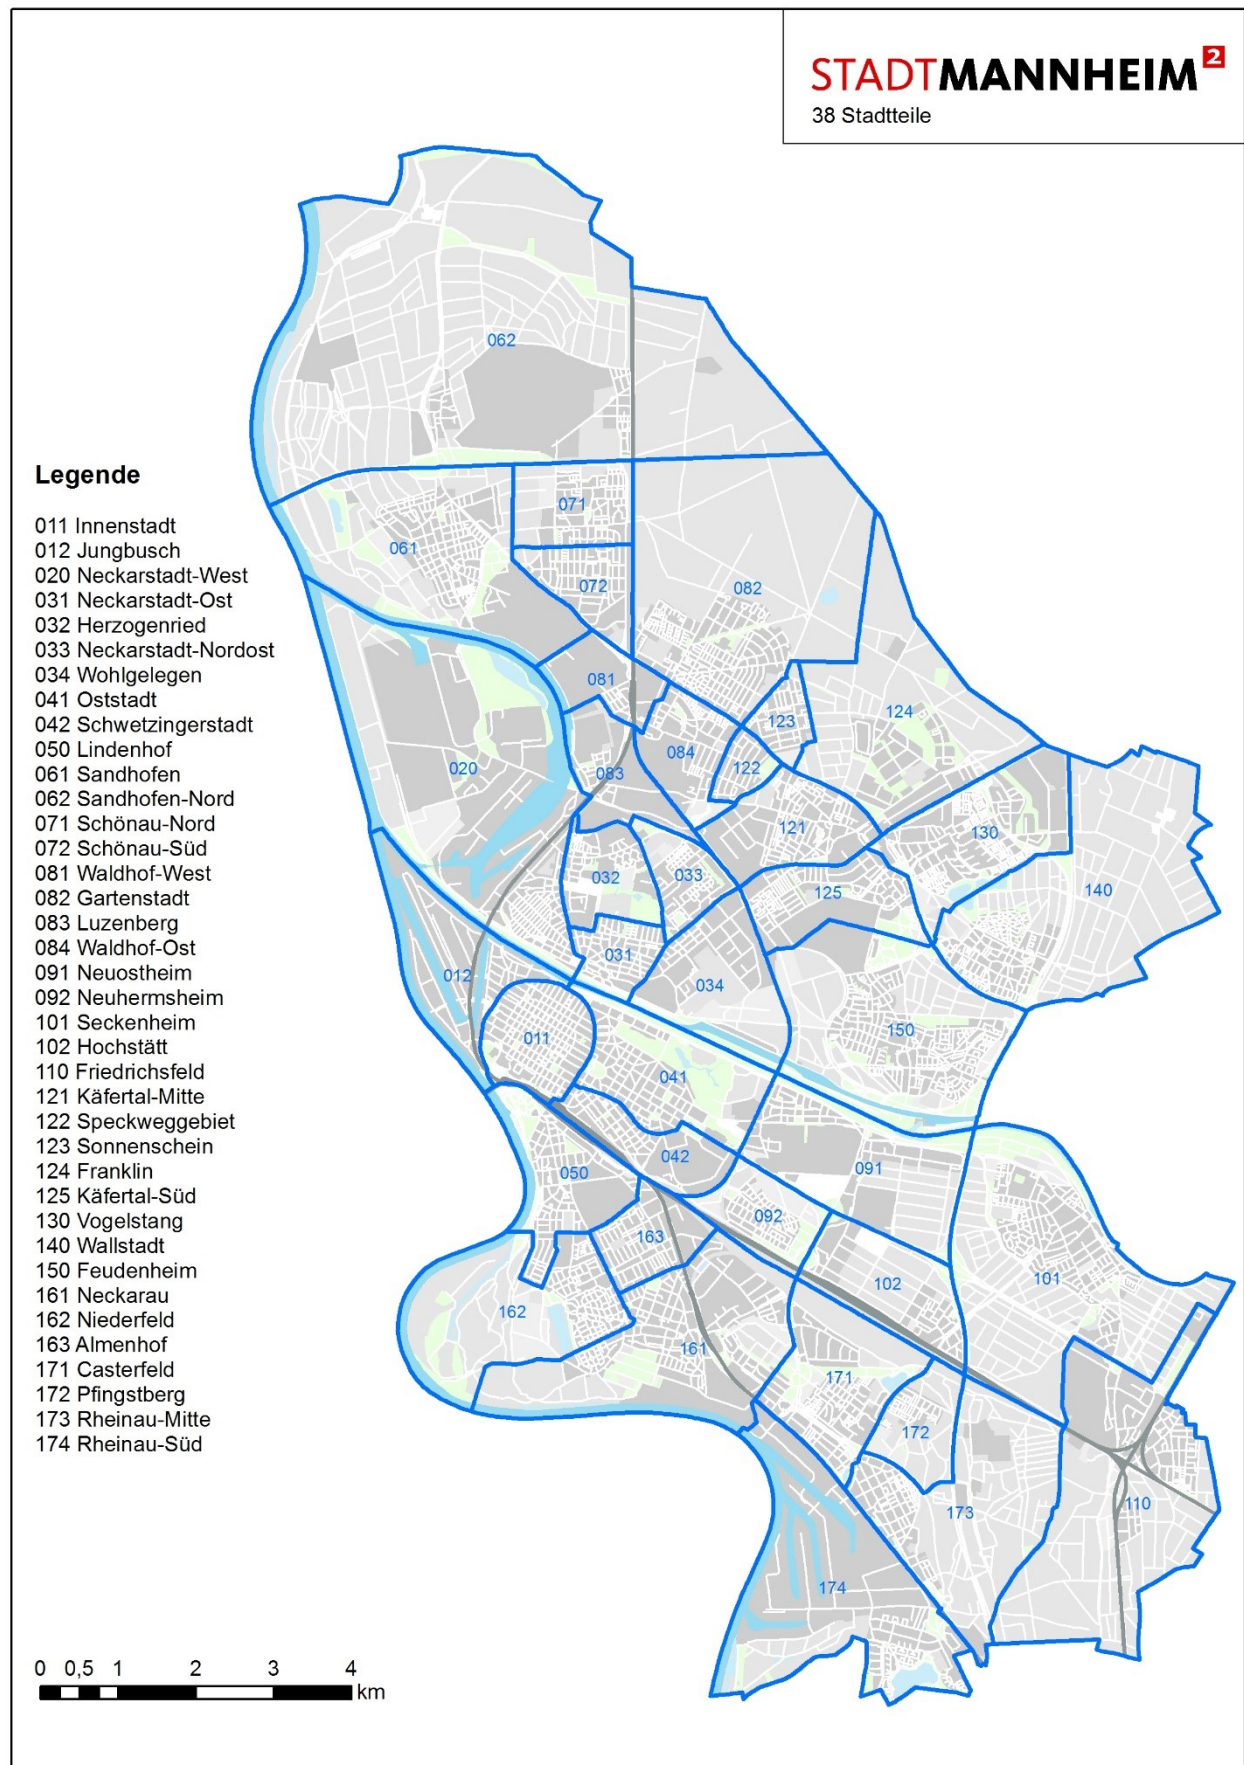 STADTMANNHEIM²
38 Stadtteile
062
071
061
072
082
081
123
124
084
122
020
083
121
130
032
033
125
140
031
012
034
011
150
041
042
091
050
092
163
101
102
162
161
171
172
173
110
174
Legende
011 Innenstadt
012 Jungbusch
020 Neckarstadt-West
031 Neckarstadt-Ost
032 Herzogenried
033 Neckarstadt-Nordost
034 Wohlgelegen
041 Oststadt
042 Schwetzingerstadt
050 Lindenhof
061 Sandhofen
062 Sandhofen-Nord
071 Schönau-Nord
072 Schönau-Süd
081 Waldhof-West
082 Gartenstadt
083 Luzenberg
084 Waldhof-Ost
091 Neuostheim
092 Neuhermsheim
101 Seckenheim
102 Hochstätt
110 Friedrichsfeld
121 Käfertal-Mitte
122 Speckweggebiet
123 Sonnenschein
124 Franklin
125 Käfertal-Süd
130 Vogelstang
140 Wallstadt
150 Feudenheim
161 Neckarau
162 Niederfeld
163 Almenhof
171 Casterfeld
172 Pfingstberg
173 Rheinau-Mitte
174 Rheinau-Süd
0 0,5 1 2 3 4
km